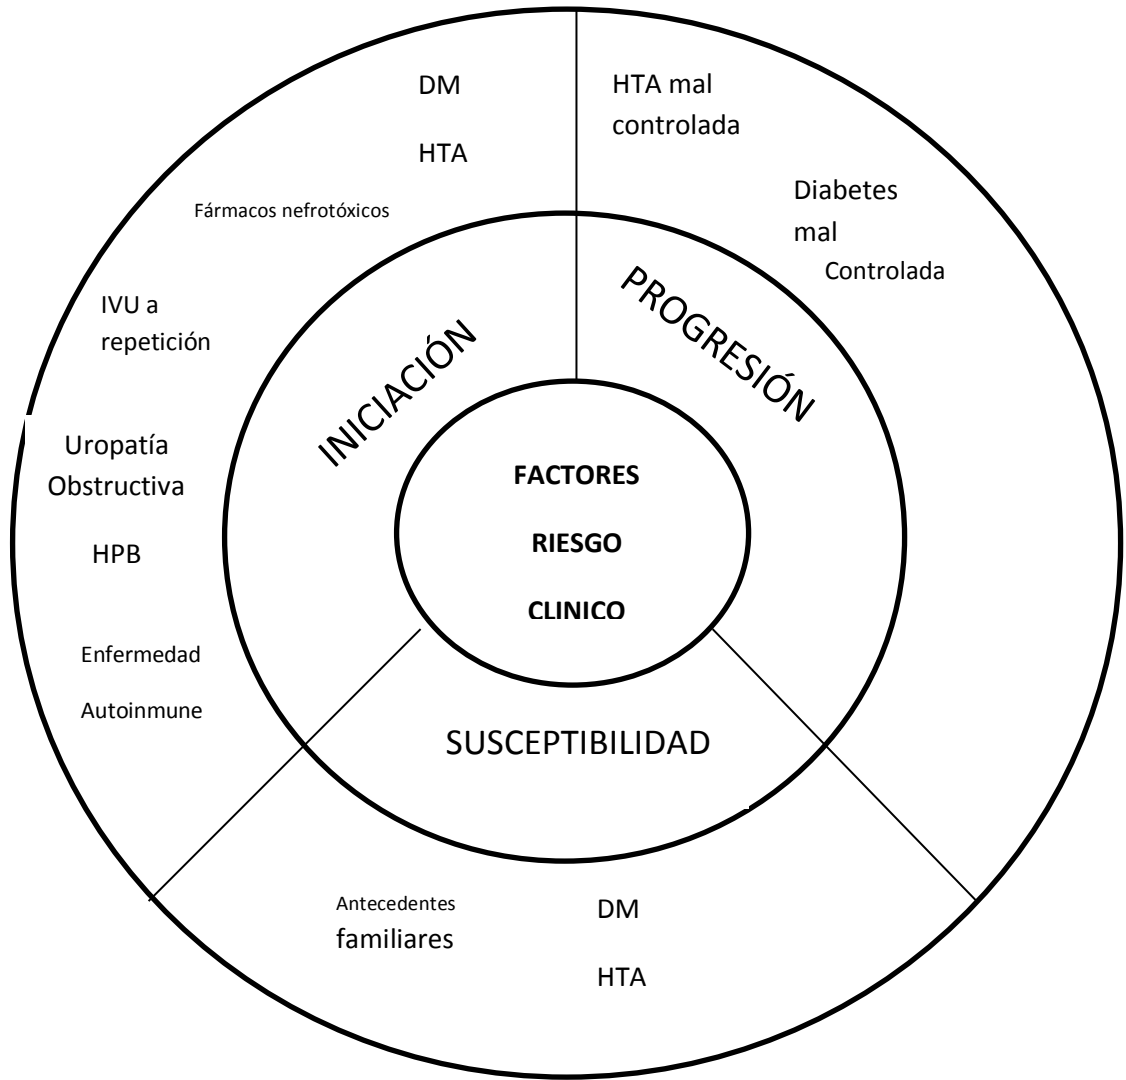 DM
HTA
Fármacos nefrotóxicos
IVU a
repetición
Uropatía
Obstructiva
HPB
Enfermedad
Autoinmune
INICIACIÓN
HTA mal
controlada
Diabetes
mal
Controlada
PROGRESIÓN
FACTORES
RIESGO
CLINICO
SUSCEPTIBILIDAD
Antecedentes
familiares
DM
HTA